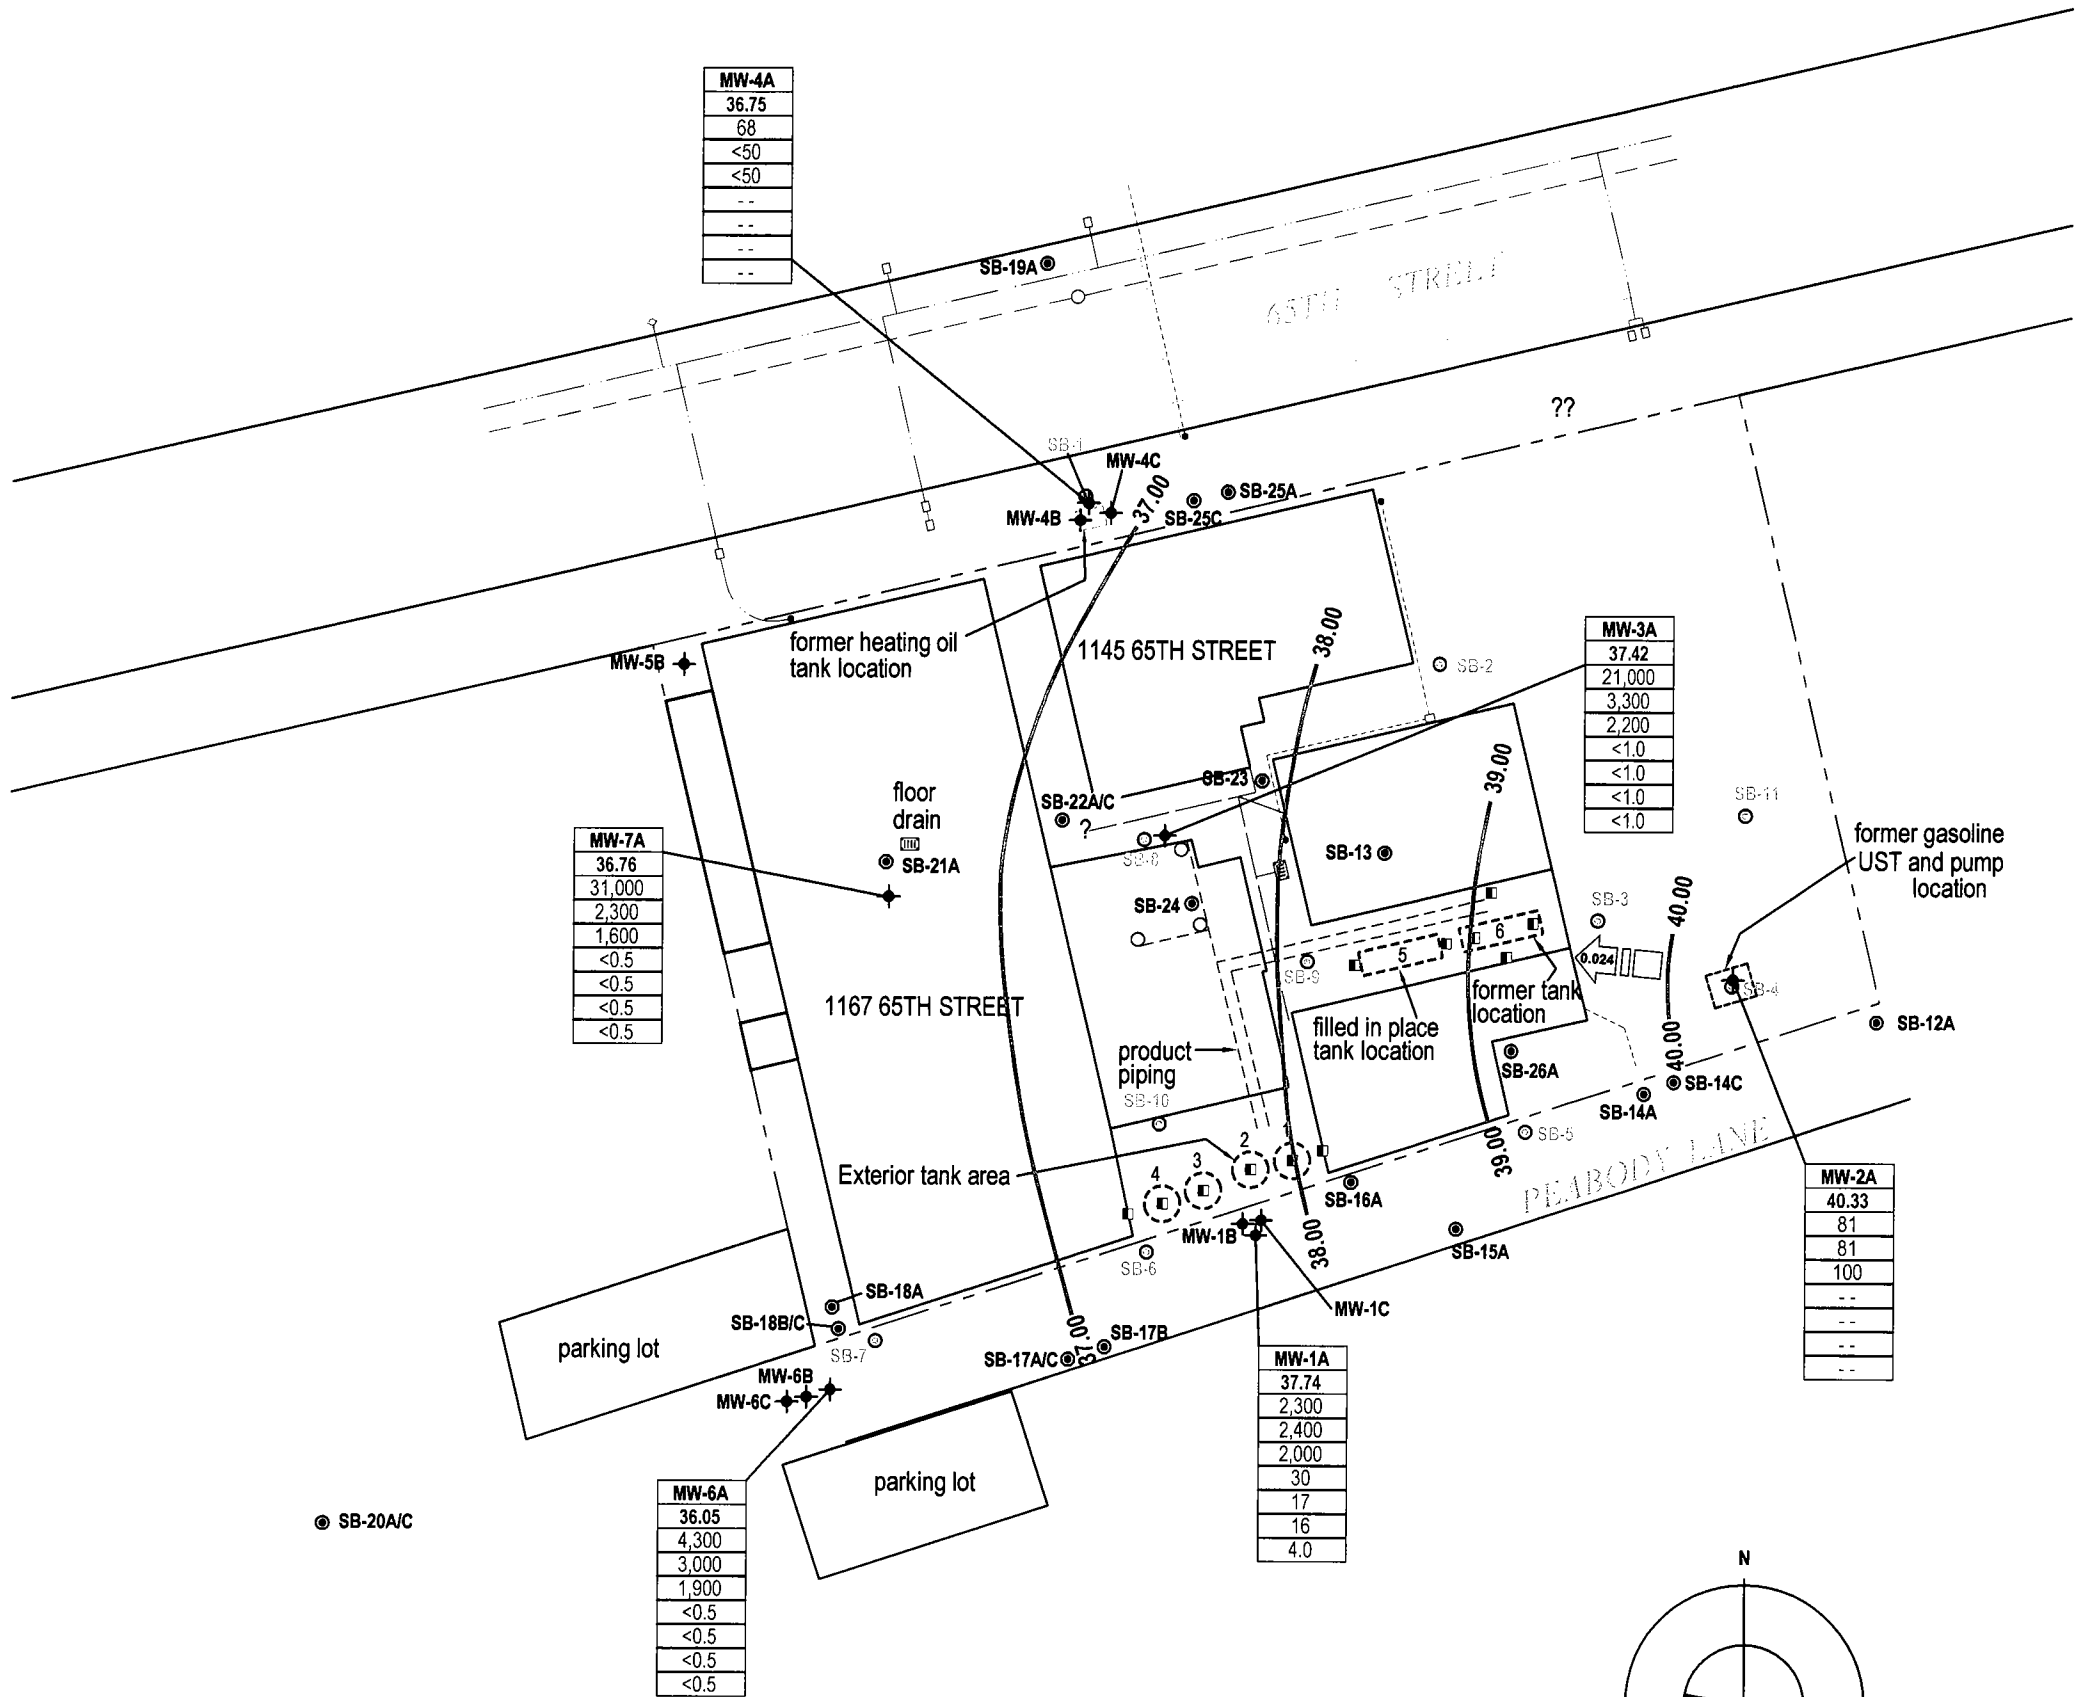 MW-4A
36.75
68
<50
<50
- -
- -
- -
- -
SB-19A
65TH STREET
??
SB-1
MW-4C
37.00
SB-25A
SB-25C
MW-4B
former heating oil
tank location
MW-5B
1145 65TH STREET
38.00
SB-2
MW-3A
37.42
21,000
3,300
2,200
<1.0
<1.0
<1.0
<1.0
39.00
SB-23
SB-22A/C
?
SB-8
SB-13
SB-11
former gasoline
UST and pump
location
floor
drain
SB-21A
MW-7A
36.76
31,000
2,300
1,600
<0.5
<0.5
<0.5
<0.5
SB-24
SB-3
40.00
6
5
0.024
SB-9
SB-4
former tank
location
filled in place
tank location
1167 65TH STREET
product
piping
SB-10
SB-12A
SB-26A
40.00
SB-14C
SB-14A
SB-5
39.00
PEABODY LANE
1
2
3
4
Exterior tank area
SB-16A
MW-1B
38.00
SB-15A
SB-6
MW-1C
MW-2A
40.33
81
81
100
- -
- -
- -
- -
SB-18A
SB-18B/C
SB-7
37.00
SB-17B
SB-17A/C
parking lot
MW-6B
MW-6C
MW-1A
37.74
2,300
2,400
2,000
30
17
16
4.0
parking lot
MW-6A
36.05
4,300
3,000
1,900
<0.5
<0.5
<0.5
<0.5
SB-20A/C
N